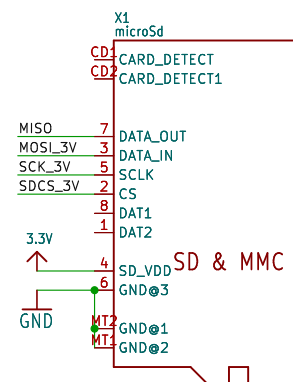 X1
microSd
CD1 CARD_DETECT
CD2 CARD_DETECT1
MISO 7 DATA_OUT
MOSI_3V 3 DATA_IN
SCK_3V 5 SCLK
SDCS_3V 2 CS
8 DAT1
1 DAT2
3.3V
4 SD_VDD
SD & MMC
6 GND@3
GND
MT2 GND@1
MT1 GND@2